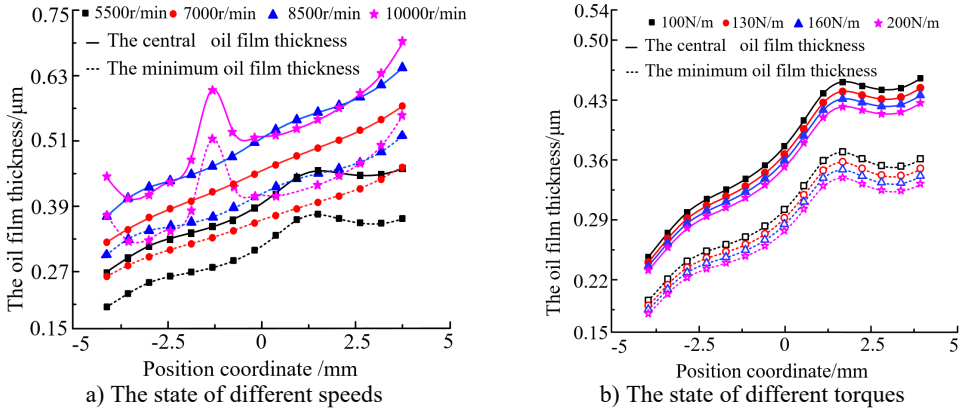 0.75
5500r/min 7000r/min 8500r/min 10000r/min
The central oil film thickness
The minimum oil film thickness
0.63
0.51
0.39
0.27
0.15
The oil film thickness/μm
-5 -2.5 0 2.5 5
Position coordinate /mm
a) The state of different speeds
0.54
100N/m 130N/m 160N/m 200N/m
0.50
The central oil film thickness
The minimum oil film thickness
0.43
0.36
0.29
0.22
0.15
The oil film thickness/μm
-5 -2.5 0 2.5 5
Position coordinate/mm
b) The state of different torques